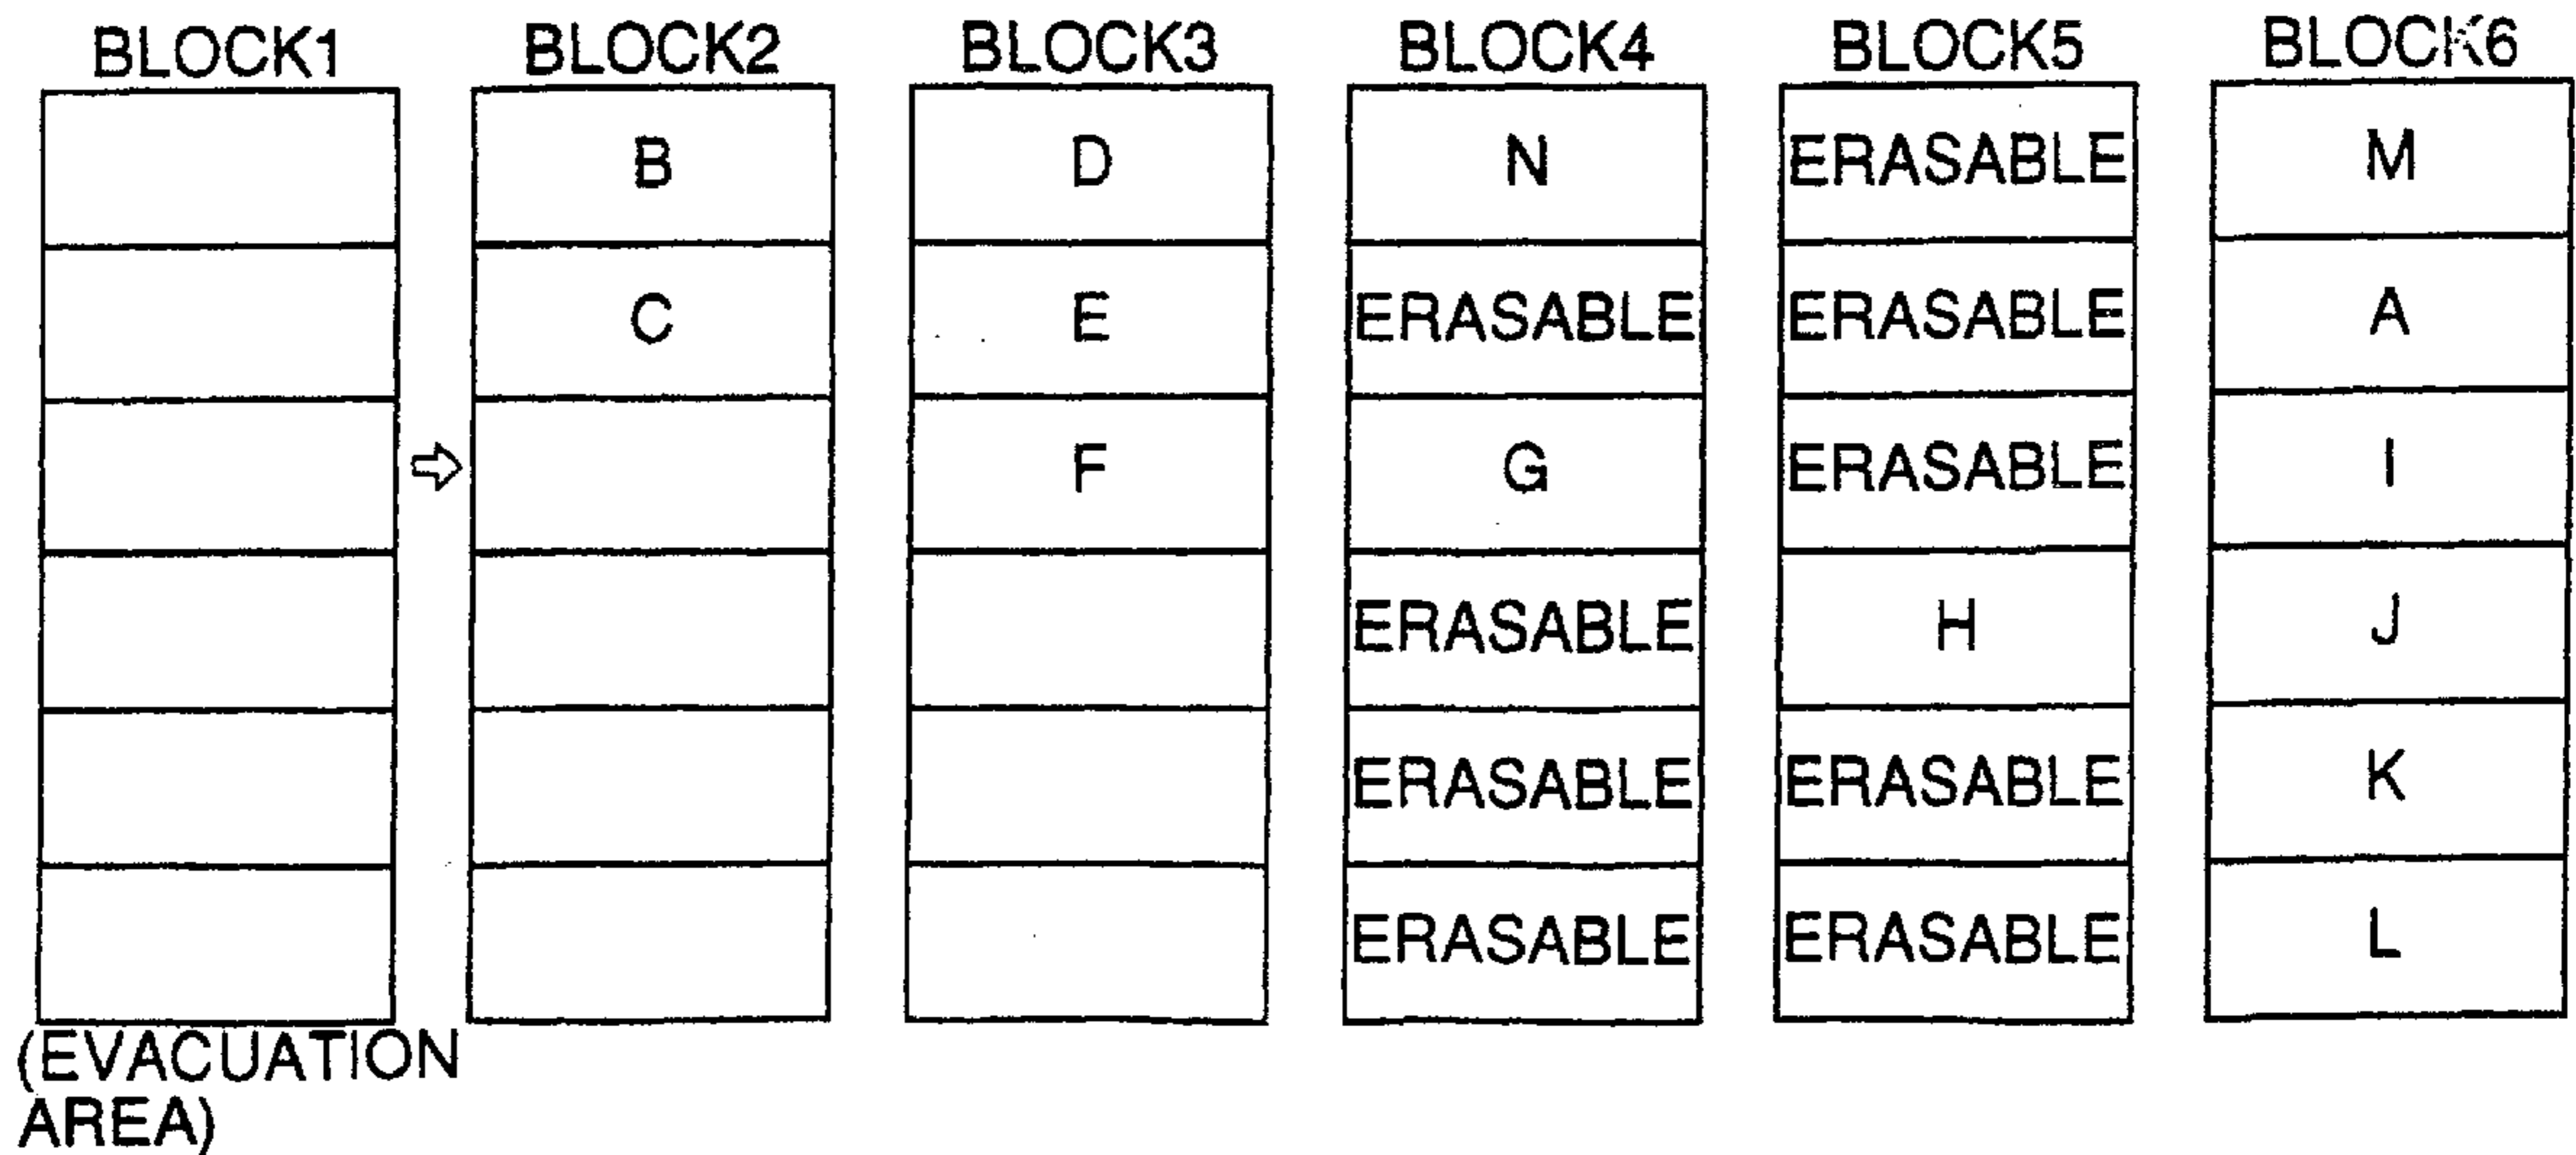 BLOCK1 BLOCK2 BLOCK3 BLOCK4 BLOCK5 BLOCK6
B D N ERASABLE M
C E ERASABLE ERASABLE A
F G ERASABLE I
ERASABLE H J
ERASABLE ERASABLE K
ERASABLE ERASABLE L
(EVACUATION
AREA)